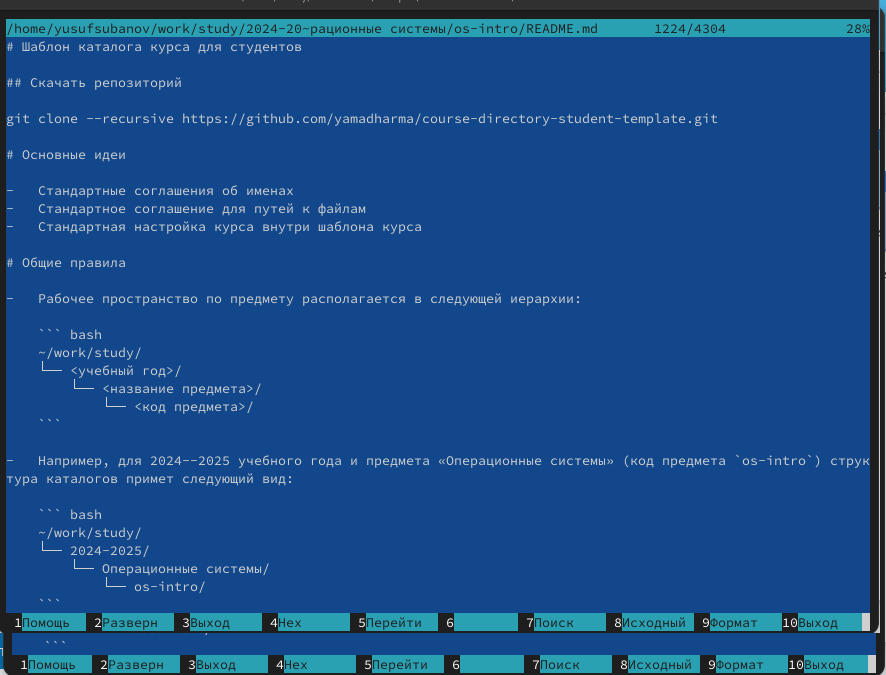 /home/yusufsubanov/work/study/2024-20~рационные системы/os-intro/README.md 1224/4304 28%
# Шаблон каталога курса для студентов
## Скачать репозиторий
git clone --recursive https://github.com/yamadharma/course-directory-student-template.git
# Основные идеи
-   Стандартные соглашения об именах
-   Стандартное соглашение для путей к файлам
-   Стандартная настройка курса внутри шаблона курса
# Общие правила
-   Рабочее пространство по предмету располагается в следующей иерархии:
    ``` bash
    ~/work/study/
    └── <учебный год>/
        └── <название предмета>/
            └── <код предмета>/
    ```
-   Например, для 2024--2025 учебного года и предмета «Операционные системы» (код предмета `os-intro`) струк
тура каталогов примет следующий вид:
    ``` bash
    ~/work/study/
    └── 2024-2025/
        └── Операционные системы/
            └── os-intro/
    ```
1Помощь 2Разверн 3Выход 4Hex 5Перейти 6 7Поиск 8Исходный 9Формат 10Выход
    ```
1Помощь 2Разверн 3Выход 4Hex 5Перейти 6 7Поиск 8Исходный 9Формат 10Выход